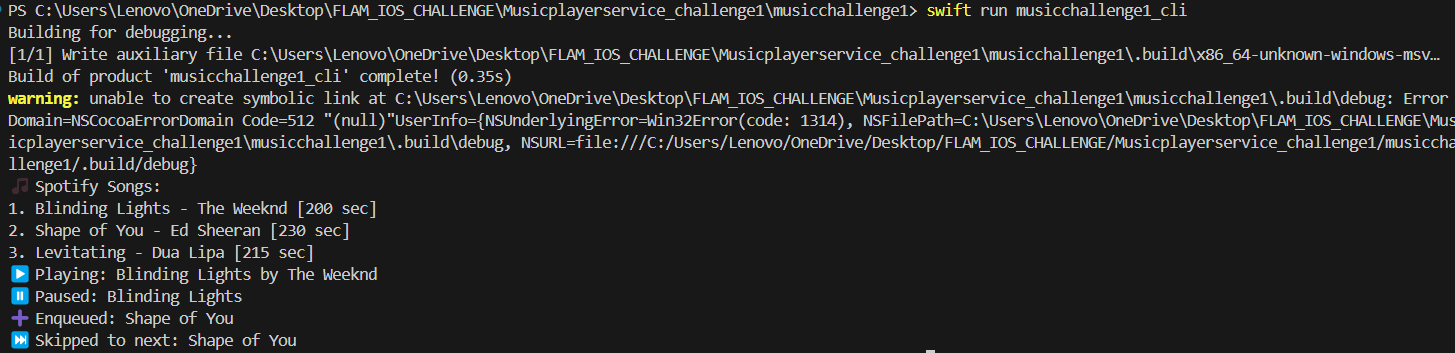 PS C:\Users\Lenovo\OneDrive\Desktop\FLAM_IOS_CHALLENGE\Musicplayerservice_challenge1\musicchallenge1> swift run musicchallenge1_cli
Building for debugging...
[1/1] Write auxiliary file C:\Users\Lenovo\OneDrive\Desktop\FLAM_IOS_CHALLENGE\Musicplayerservice_challenge1\musicchallenge1\.build\x86_64-unknown-windows-msv…
Build of product 'musicchallenge1_cli' complete! (0.35s)
warning: unable to create symbolic link at C:\Users\Lenovo\OneDrive\Desktop\FLAM_IOS_CHALLENGE\Musicplayerservice_challenge1\musicchallenge1\.build\debug: Error
Domain=NSCocoaErrorDomain Code=512 "(null)"UserInfo={NSUnderlyingError=Win32Error(code: 1314), NSFilePath=C:\Users\Lenovo\OneDrive\Desktop\FLAM_IOS_CHALLENGE\Mus
icplayerservice_challenge1\musicchallenge1\.build\debug, NSURL=file:///C:/Users/Lenovo/OneDrive/Desktop/FLAM_IOS_CHALLENGE/Musicplayerservice_challenge1/musiccha
llenge1/.build/debug}
🎵 Spotify Songs:
1. Blinding Lights - The Weeknd [200 sec]
2. Shape of You - Ed Sheeran [230 sec]
3. Levitating - Dua Lipa [215 sec]
▶️ Playing: Blinding Lights by The Weeknd
⏸️ Paused: Blinding Lights
➕ Enqueued: Shape of You
⏭️ Skipped to next: Shape of You